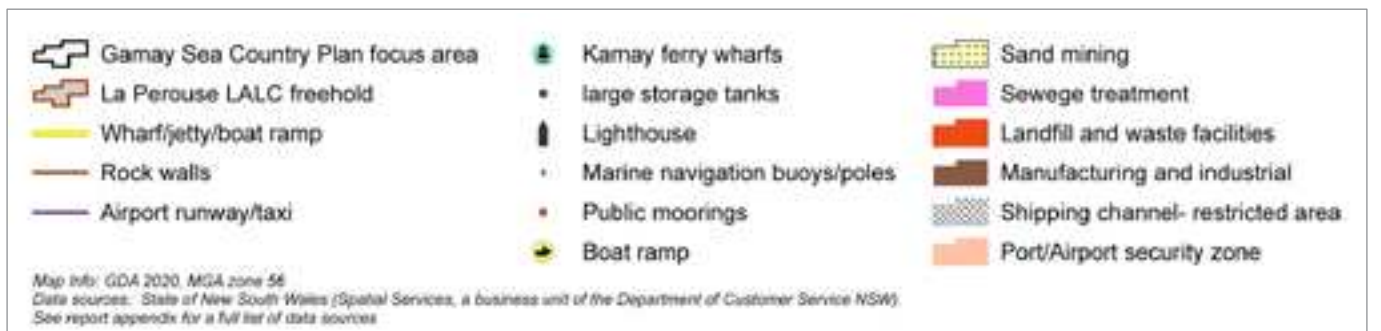 Gamay Sea Country Plan focus area
La Perouse LALC freehold
Wharf/jetty/boat ramp
Rock walls
Airport runway/taxi
Kamay ferry wharfs
large storage tanks
Lighthouse
Marine navigation buoys/poles
Public moorings
Boat ramp
Sand mining
Sewege treatment
Landfill and waste facilities
Manufacturing and industrial
Shipping channel- restricted area
Port/Airport security zone
Map Info: GDA 2020, MGA zone 56
Data sources: State of New South Wales (Spatial Services, a business unit of the Department of Customer Service NSW).
See report appendix for a full list of data sources